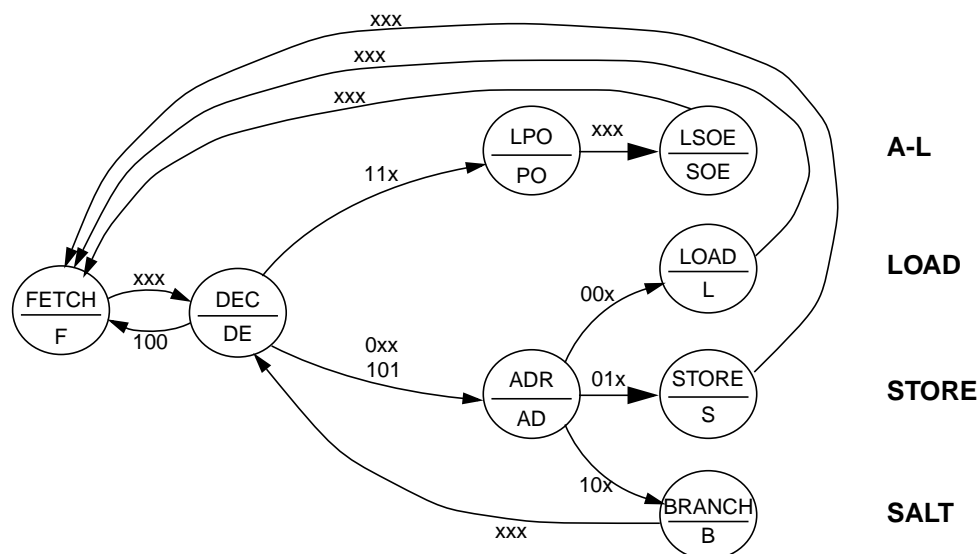 xxx
xxx
xxx
LPO
PO
xxx
LSOE
SOE
A-L
11x
LOAD
L
LOAD
FETCH
F
xxx
100
DEC
DE
00x
0xx
101
ADR
AD
01x
STORE
S
STORE
10x
BRANCH
B
SALT
xxx